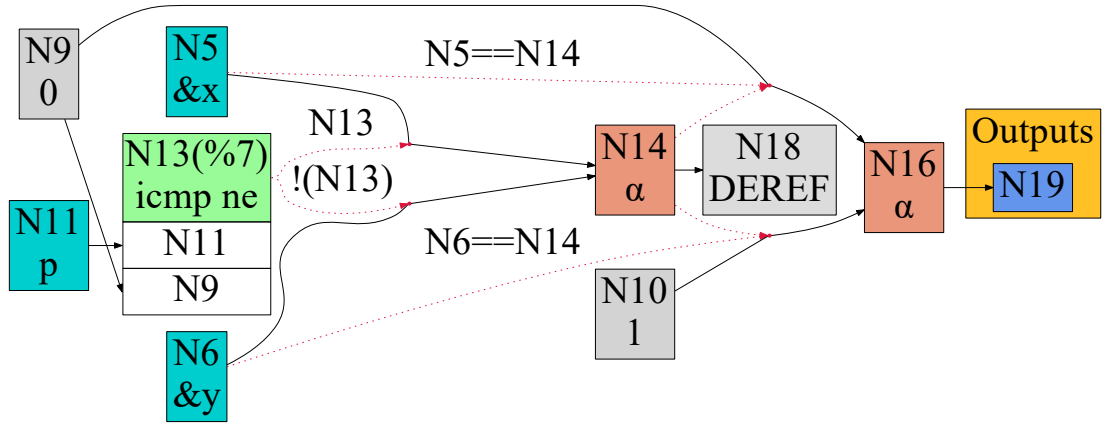 N9
0
N5
&x
N5==N14
N13
N13(%7)
icmp ne
N11
N9
!(N13)
N14
α
N18
DEREF
N16
α
Outputs
N19
N11
p
N6==N14
N10
1
N6
&y